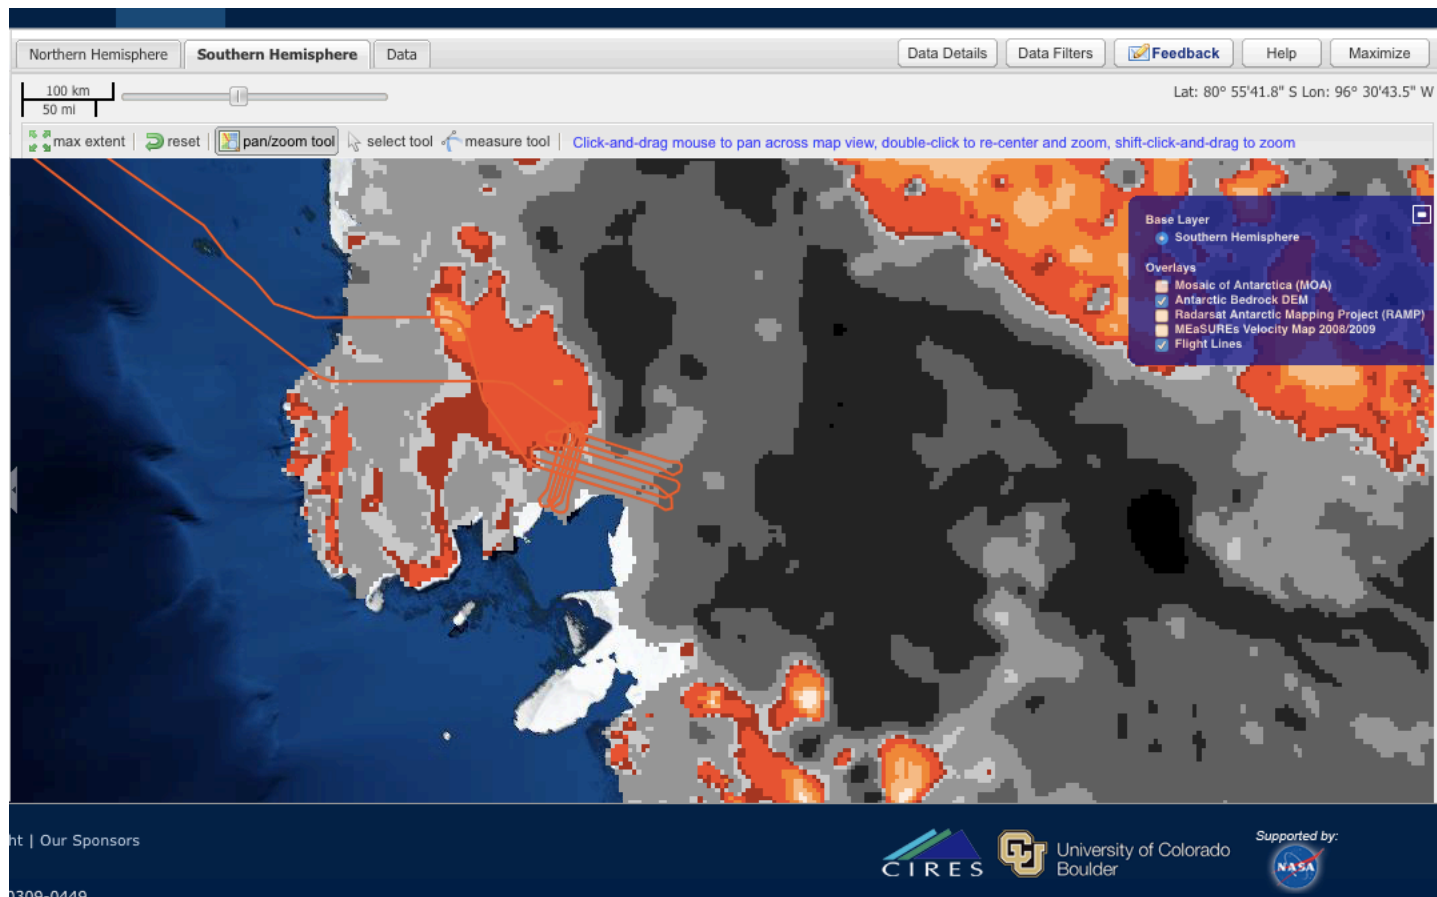 Northern Hemisphere Southern Hemisphere Data Data Details Data Filters Feedback Help Maximize
100 km
50 mi
Lat: 80° 55'41.8" S Lon: 96° 30'43.5" W
max extent | reset | pan/zoom tool select tool measure tool | Click-and-drag mouse to pan across map view, double-click to re-center and zoom, shift-click-and-drag to zoom
Base Layer
Southern Hemisphere
Overlays
Mosaic of Antarctica (MOA)
Antarctic Bedrock DEM
Radarsat Antarctic Mapping Project (RAMP)
MEaSUREs Velocity Map 2008/2009
Flight Lines
ht | Our Sponsors
0309-0449
CIRES
CU
University of Colorado
Boulder
Supported by:
NASA